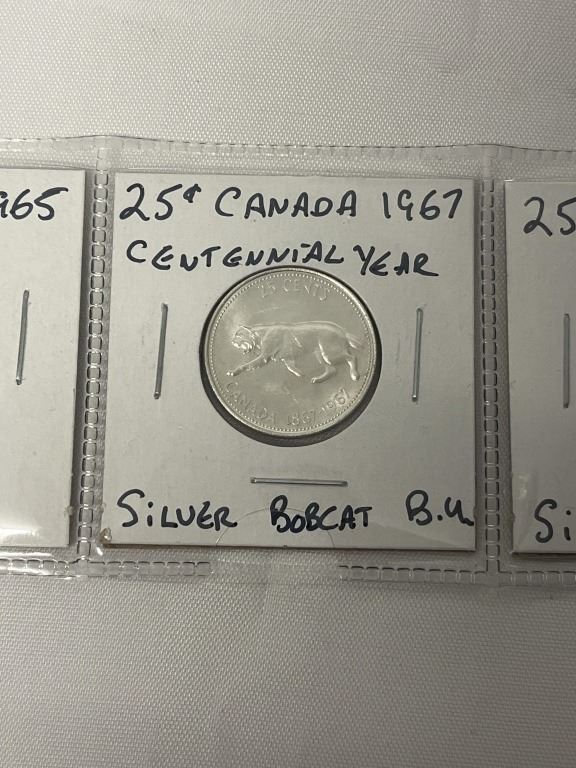 965
25¢ CANADA 1967
CENTENNIAL YEAR
25 CENTS
CANADA 1867-1967
SILVER BOBCAT B.U.
25
Si